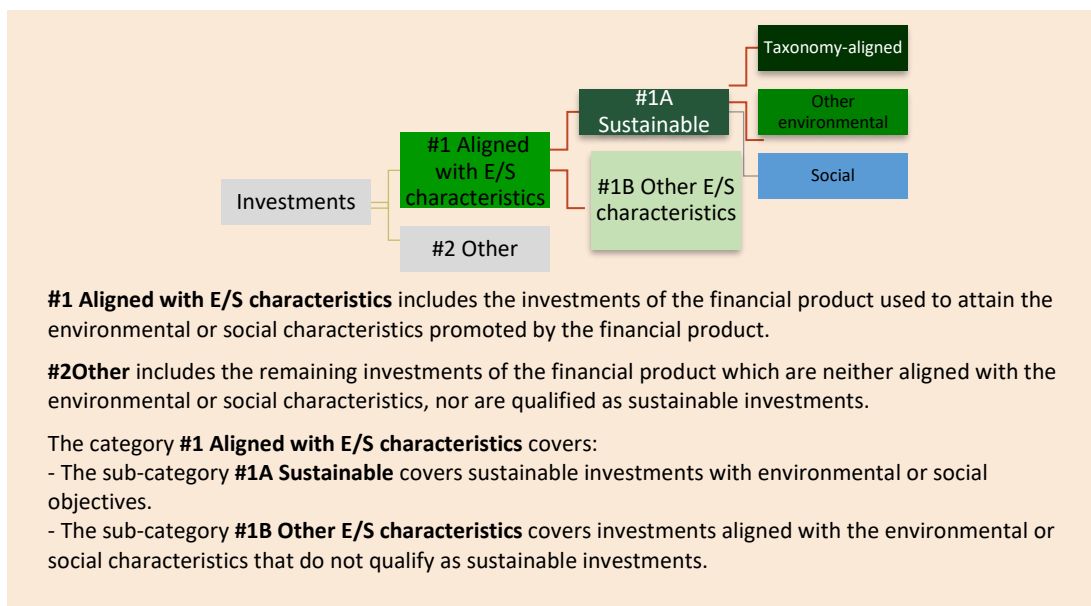 Taxonomy-aligned
#1A
Sustainable
Other
environmental
#1 Aligned
with E/S
characteristics
Social
#1B Other E/S
characteristics
Investments
#2 Other
#1 Aligned with E/S characteristics includes the investments of the financial product used to attain the
environmental or social characteristics promoted by the financial product.
#2Other includes the remaining investments of the financial product which are neither aligned with the
environmental or social characteristics, nor are qualified as sustainable investments.
The category #1 Aligned with E/S characteristics covers:
- The sub-category #1A Sustainable covers sustainable investments with environmental or social
objectives.
- The sub-category #1B Other E/S characteristics covers investments aligned with the environmental or
social characteristics that do not qualify as sustainable investments.